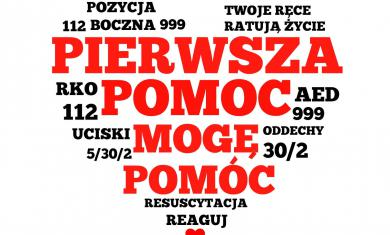 POZYCJA
112 BOCZNA 999
TWOJE RĘCE
RATUJĄ ŻYCIE
PIERWSZA
RKO
112
POMOC
AED
999
UCISKI
5/30/2
MOGĘ
ODDECHY
30/2
POMÓC
RESUSCYTACJA
REAGUJ